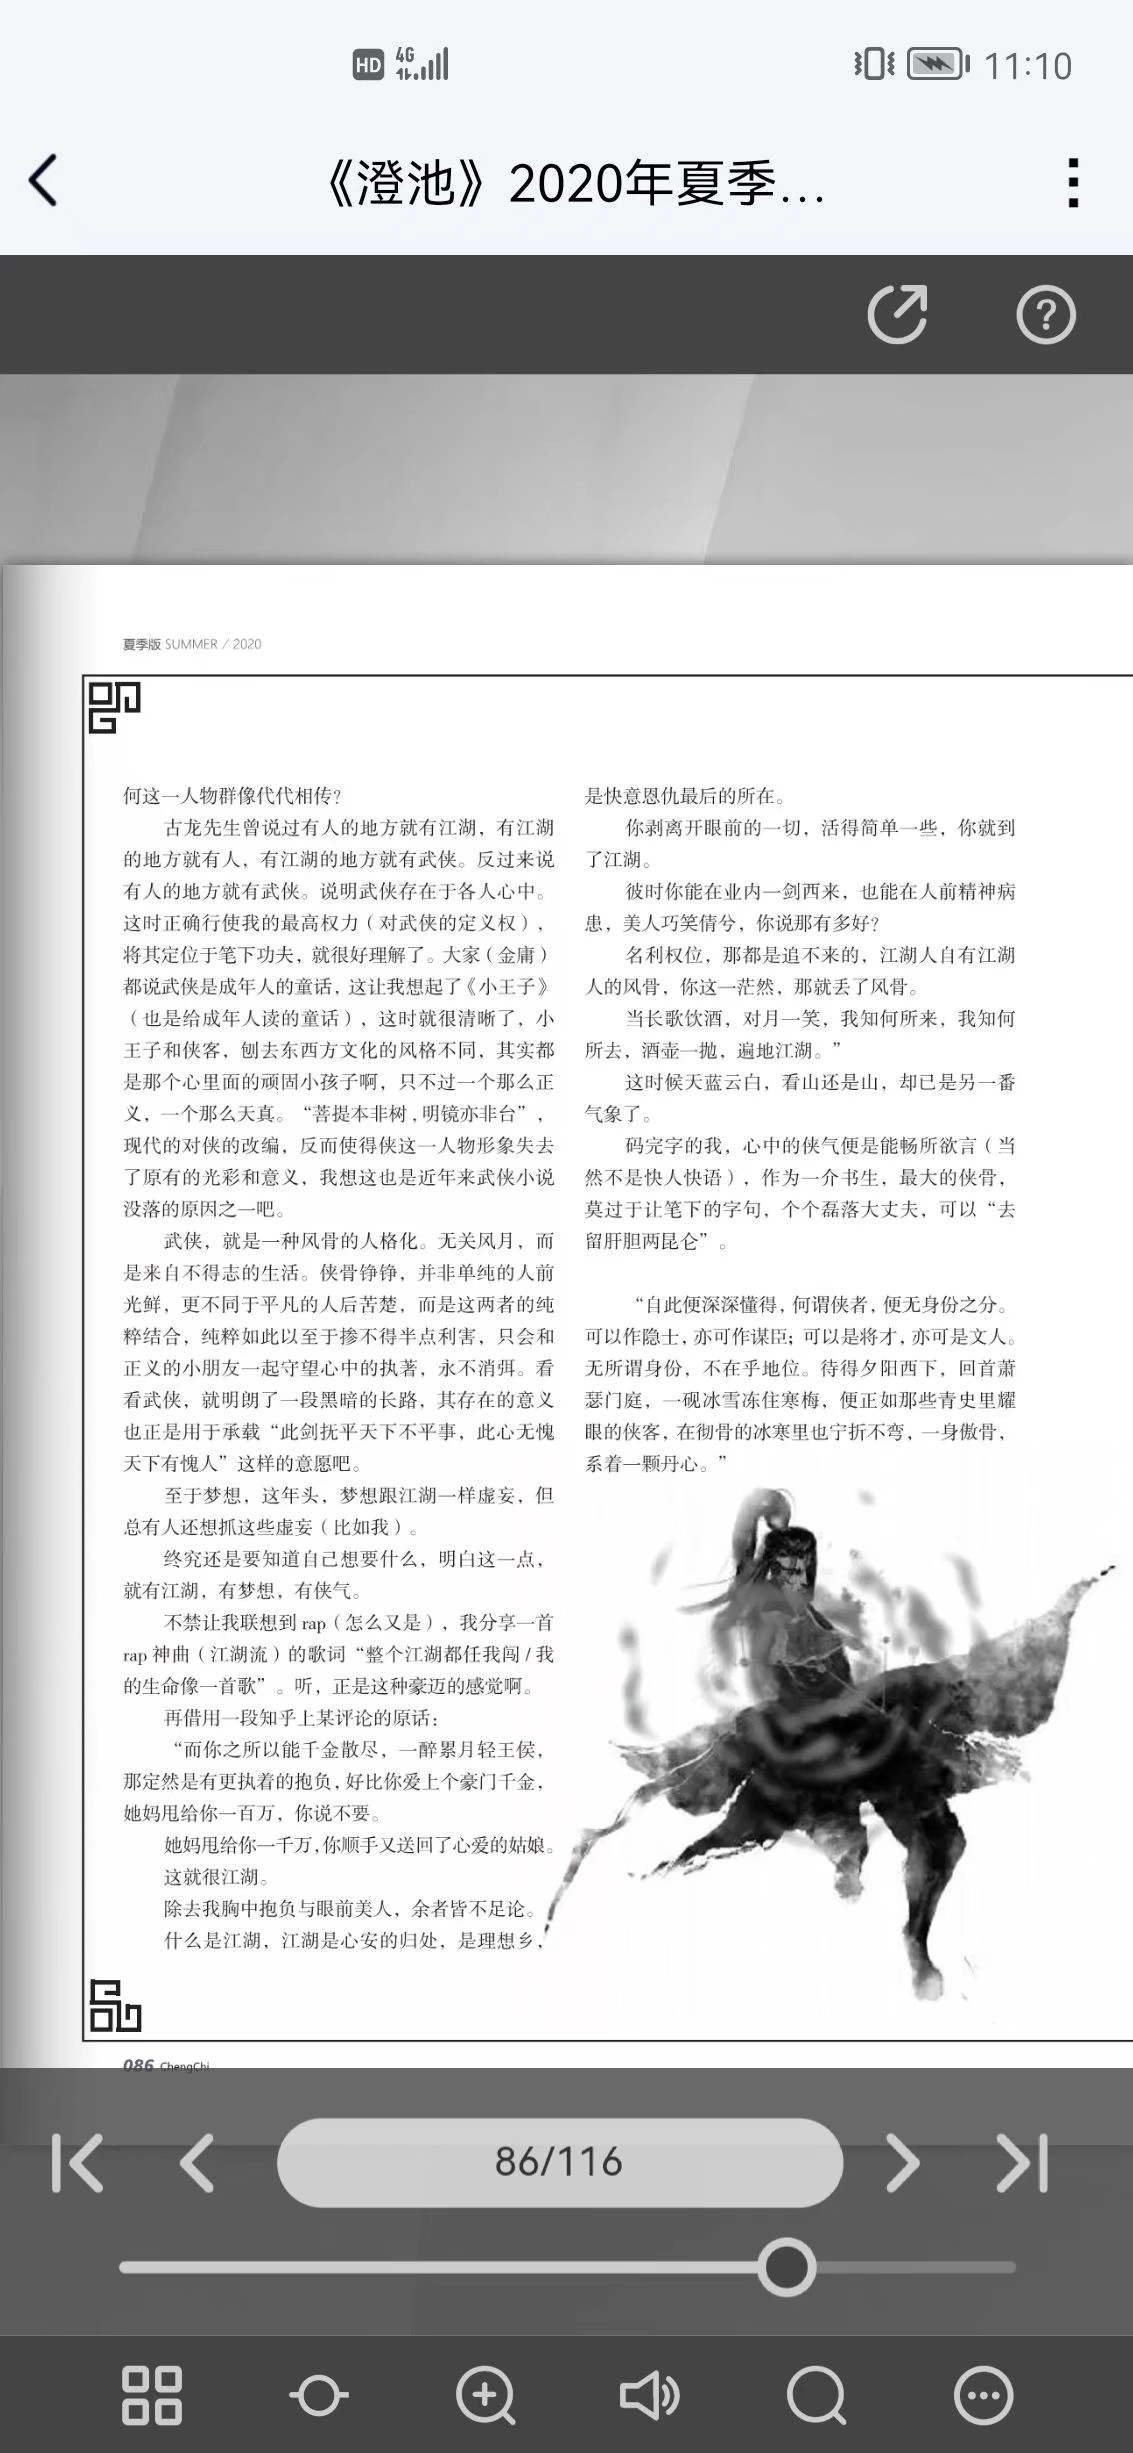 HD 4G 11:10
《澄池》2020年夏季...
夏季版 SUMMER / 2020
何这一人物群像代代相传？
古龙先生曾说过有人的地方就有江湖，有江湖
的地方就有人，有江湖的地方就有武侠。反过来说
有人的地方就有武侠。说明武侠存在于各人心中。
这时正确行使我的最高权力（对武侠的定义权），
将其定位于笔下功夫，就很好理解了。大家（金庸）
都说武侠是成年人的童话，这让我想起了《小王子》
（也是给成年人读的童话），这时就很清晰了，小
王子和侠客，刨去东西方文化的风格不同，其实都
是那个心里面的顽固小孩子啊，只不过一个那么正
义，一个那么天真。“菩提本非树，明镜亦非台”，
现代的对侠的改编，反而使得侠这一人物形象失去
了原有的光彩和意义，我想这也是近年来武侠小说
没落的原因之一吧。
武侠，就是一种风骨的人格化。无关风月，而
是来自不得志的生活。侠骨铮铮，并非单纯的人前
光鲜，更不同于平凡的人后苦楚，而是这两者的纯
粹结合，纯粹如此以至于掺不得半点利害，只会和
正义的小朋友一起守望心中的执著，永不消弭。看
看武侠，就明朗了一段黑暗的长路，其存在的意义
也正是用于承载“此剑抚平天下不平事，此心无愧
天下有愧人”这样的意愿吧。
至于梦想，这年头，梦想跟江湖一样虚妄，但
总有人还想抓这些虚妄（比如我）。
终究还是要知道自己想要什么，明白这一点，
就有江湖，有梦想，有侠气。
不禁让我联想到 rap（怎么又是），我分享一首
rap 神曲（江湖流）的歌词“整个江湖都任我闯 / 我
的生命像一首歌”。听，正是这种豪迈的感觉啊。
再借用一段知乎上某评论的原话：
“而你之所以能千金散尽，一醉累月轻王侯，
那定然是有更执着的抱负，好比你爱上个豪门千金，
她妈甩给你一百万，你说不要。
她妈甩给你一千万，你顺手又送回了心爱的姑娘。
这就很江湖。
除去我胸中抱负与眼前美人，余者皆不足论。
什么是江湖，江湖是心安的归处，是理想乡，
是快意恩仇最后的所在。
你剥离开眼前的一切，活得简单一些，你就到
了江湖。
彼时你能在业内一剑西来，也能在人前精神病
患，美人巧笑倩兮，你说那有多好？
名利权位，那都是追不来的，江湖人自有江湖
人的风骨，你这一茫然，那就丢了风骨。
当长歌饮酒，对月一笑，我知何所来，我知何
所去，酒壶一抛，遍地江湖。”
这时候天蓝云白，看山还是山，却已是另一番
气象了。
码完字的我，心中的侠气便是能畅所欲言（当
然不是快人快语），作为一介书生，最大的侠骨，
莫过于让笔下的字句，个个磊落大丈夫，可以“去
留肝胆两昆仑”。
“自此便深深懂得，何谓侠者，便无身份之分。
可以作隐士，亦可作谋臣；可以是将才，亦可是文人。
无所谓身份，不在乎地位。待得夕阳西下，回首萧
瑟门庭，一砚冰雪冻住寒梅，便正如那些青史里耀
眼的侠客，在彻骨的冰寒里也宁折不弯，一身傲骨，
系着一颗丹心。”
086 ChengChi
86/116